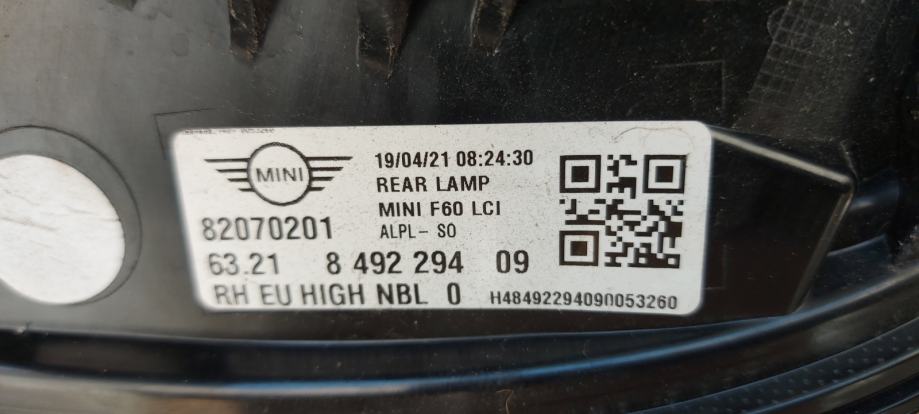 MINI
19/04/21 08:24:30
REAR LAMP
MINI F60 LCI
82070201
ALPL- SO
63.21 8 492 294 09
RH EU HIGH NBL 0
H48492294090053260